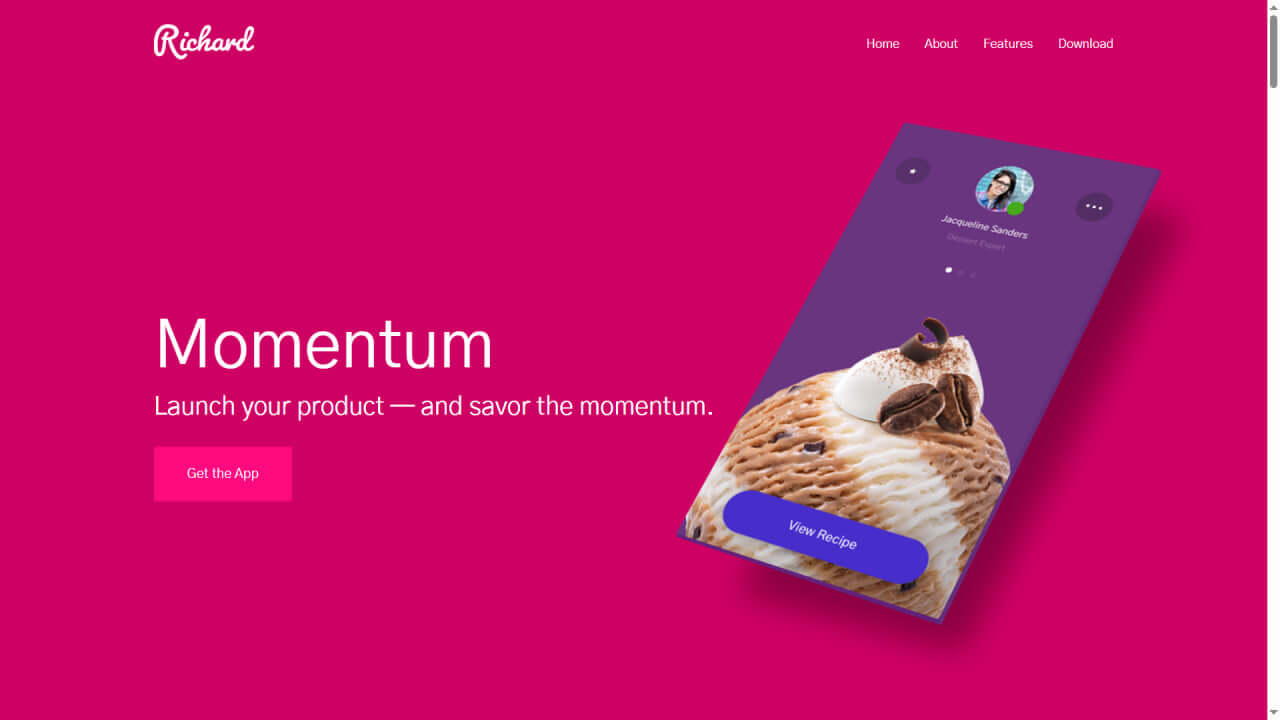 Richard
Home About Features Download
Jacqueline Sanders
Dessert Expert
Momentum
Launch your product — and savor the momentum.
Get the App
View Recipe